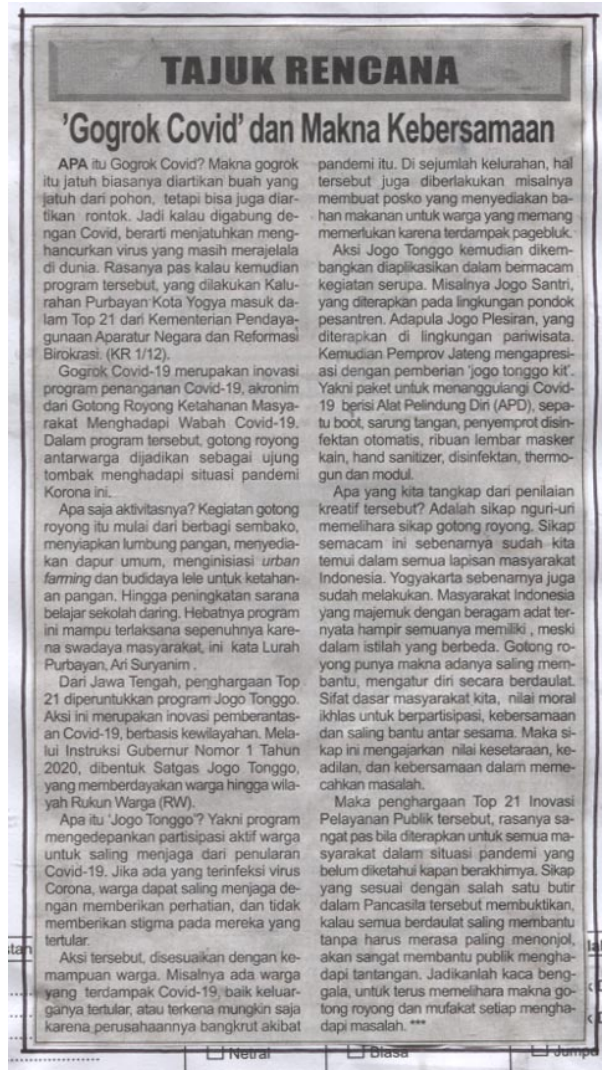 TAJUK RENCANA
'Gogrok Covid' dan Makna Kebersamaan
APA itu Gogrok Covid? Makna gogrok
itu jatuh biasanya diartikan buah yang
jatuh dari pohon, tetapi bisa juga diar-
tikan rontok. Jadi kalau digabung de-
ngan Covid, berarti menjatuhkan meng-
hancurkan virus yang masih merajelala
di dunia. Rasanya pas kalau kemudian
program tersebut, yang dilakukan Kalu-
rahan Purbayan Kota Yogya masuk da-
lam Top 21 dari Kementerian Pendaya-
gunaan Aparatur Negara dan Reformasi
Birokrasi. (KR 1/12).
Gogrok Covid-19 merupakan inovasi
program penanganan Covid-19, akronim
dari Gotong Royong Ketahanan Masya-
rakat Menghadapi Wabah Covid-19.
Dalam program tersebut, gotong royong
antarwarga dijadikan sebagai ujung
tombak menghadapi situasi pandemi
Korona ini.
Apa saja aktivitasnya? Kegiatan gotong
royong itu mulai dari berbagi sembako,
menyiapkan lumbung pangan, menyedia-
kan dapur umum, menginisiasi urban
farming dan budidaya lele untuk ketahan-
an pangan. Hingga peningkatan sarana
belajar sekolah daring. Hebatnya program
ini mampu terlaksana sepenuhnya kare-
na swadaya masyarakat, ini kata Lurah
Purbayan, Ari Suryanim .
Dari Jawa Tengah, penghargaan Top
21 diperuntukkan program Jogo Tonggo.
Aksi ini merupakan inovasi pemberantas-
an Covid-19, berbasis kewilayahan. Mela-
lui Instruksi Gubernur Nomor 1 Tahun
2020, dibentuk Satgas Jogo Tonggo,
yang memberdayakan warga hingga wila-
yah Rukun Warga (RW).
Apa itu 'Jogo Tonggo'? Yakni program
mengedepankan partisipasi aktif warga
untuk saling menjaga dari penularan
Covid-19. Jika ada yang terinfeksi virus
Corona, warga dapat saling menjaga de-
ngan memberikan perhatian, dan tidak
memberikan stigma pada mereka yang
tertular.
Aksi tersebut, disesuaikan dengan ke-
mampuan warga. Misalnya ada warga
yang terdampak Covid-19, baik keluar-
ganya tertular, atau terkena mungkin saja
karena perusahaannya bangkrut akibat
pandemi itu. Di sejumlah kelurahan, hal
tersebut juga diberlakukan misalnya
membuat posko yang menyediakan ba-
han makanan untuk warga yang memang
memerlukan karena terdampak pagebluk.
Aksi Jogo Tonggo kemudian dikem-
bangkan diaplikasikan dalam bermacam
kegiatan serupa. Misalnya Jogo Santri,
yang diterapkan pada lingkungan pondok
pesantren. Adapula Jogo Plesiran, yang
diterapkan di lingkungan pariwisata.
Kemudian Pemprov Jateng mengapresi-
asi dengan pemberian 'jogo tonggo kit'.
Yakni paket untuk menanggulangi Covid-
19 berisi Alat Pelindung Diri (APD), sepa-
tu boot, sarung tangan, penyemprot disin-
fektan otomatis, ribuan lembar masker
kain, hand sanitizer, disinfektan, thermo-
gun dan modul.
Apa yang kita tangkap dari penilaian
kreatif tersebut? Adalah sikap nguri-uri
memelihara sikap gotong royong. Sikap
semacam ini sebenarnya sudah kita
temui dalam semua lapisan masyarakat
Indonesia. Yogyakarta sebenarnya juga
sudah melakukan. Masyarakat Indonesia
yang majemuk dengan beragam adat ter-
nyata hampir semuanya memiliki , meski
dalam istilah yang berbeda. Gotong ro-
yong punya makna adanya saling mem-
bantu, mengatur diri secara berdaulat.
Sifat dasar masyarakat kita, nilai moral
ikhlas untuk berpartisipasi, kebersamaan
dan saling bantu antar sesama. Maka si-
kap ini mengajarkan nilai kesetaraan, ke-
adilan, dan kebersamaan dalam meme-
cahkan masalah.
Maka penghargaan Top 21 Inovasi
Pelayanan Publik tersebut, rasanya sa-
ngat pas bila diterapkan untuk semua ma-
syarakat dalam situasi pandemi yang
belum diketahui kapan berakhirnya. Sikap
yang sesuai dengan salah satu butir
dalam Pancasila tersebut membuktikan,
kalau semua berdaulat saling membantu
tanpa harus merasa paling menonjol,
akan sangat membantu publik mengha-
dapi tantangan. Jadikanlah kaca beng-
gala, untuk terus memelihara makna go-
tong royong dan mufakat setiap mengha-
dapi masalah. ***
Netral
Biasa